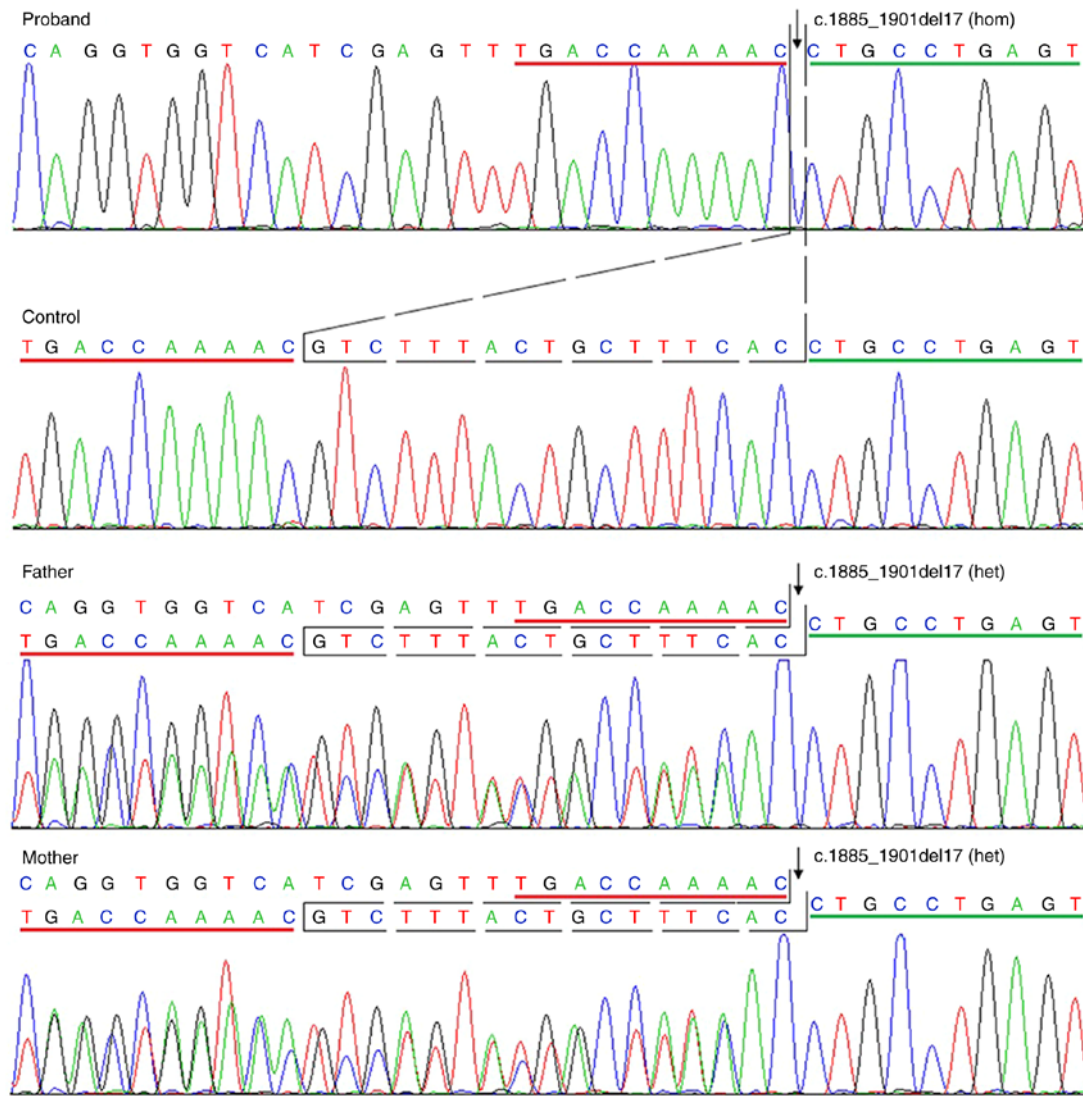 Proband c.1885_1901del17 (hom)
C A G G T G G T C A T C G A G T T T G A C C A A A A C C T G C C T G A G T
Control
T G A C C A A A A C G T C T T T A C T G C T T T C A C C T G C C T G A G T
Father c.1885_1901del17 (het)
C A G G T G G T C A T C G A G T T T G A C C A A A A C
T G A C C A A A A C G T C T T T A C T G C T T T C A C C T G C C T G A G T
Mother c.1885_1901del17 (het)
C A G G T G G T C A T C G A G T T T G A C C A A A A C
T G A C C A A A A C G T C T T T A C T G C T T T C A C C T G C C T G A G T